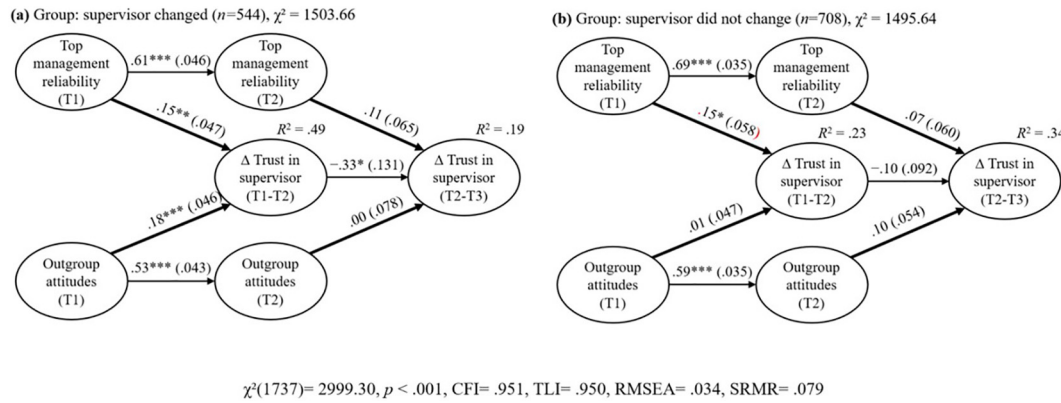 (a) Group: supervisor changed (n=544), χ² = 1503.66
Top
management
reliability
(T1)
.61*** (.046)
Top
management
reliability
(T2)
.15** (.047)
.11 (.065)
R² = .49
R² = .19
Δ Trust in
supervisor
(T1-T2)
−.33* (.131)
Δ Trust in
supervisor
(T2-T3)
.18*** (.046)
.00 (.078)
Outgroup
attitudes
(T1)
.53*** (.043)
Outgroup
attitudes
(T2)
(b) Group: supervisor did not change (n=708), χ² = 1495.64
Top
management
reliability
(T1)
.69*** (.035)
Top
management
reliability
(T2)
.15* (.058)
.07 (.060)
R² = .23
R² = .34
Δ Trust in
supervisor
(T1-T2)
−.10 (.092)
Δ Trust in
supervisor
(T2-T3)
.01 (.047)
.10 (.054)
Outgroup
attitudes
(T1)
.59*** (.035)
Outgroup
attitudes
(T2)
χ²(1737)= 2999.30, p < .001, CFI= .951, TLI= .950, RMSEA= .034, SRMR= .079